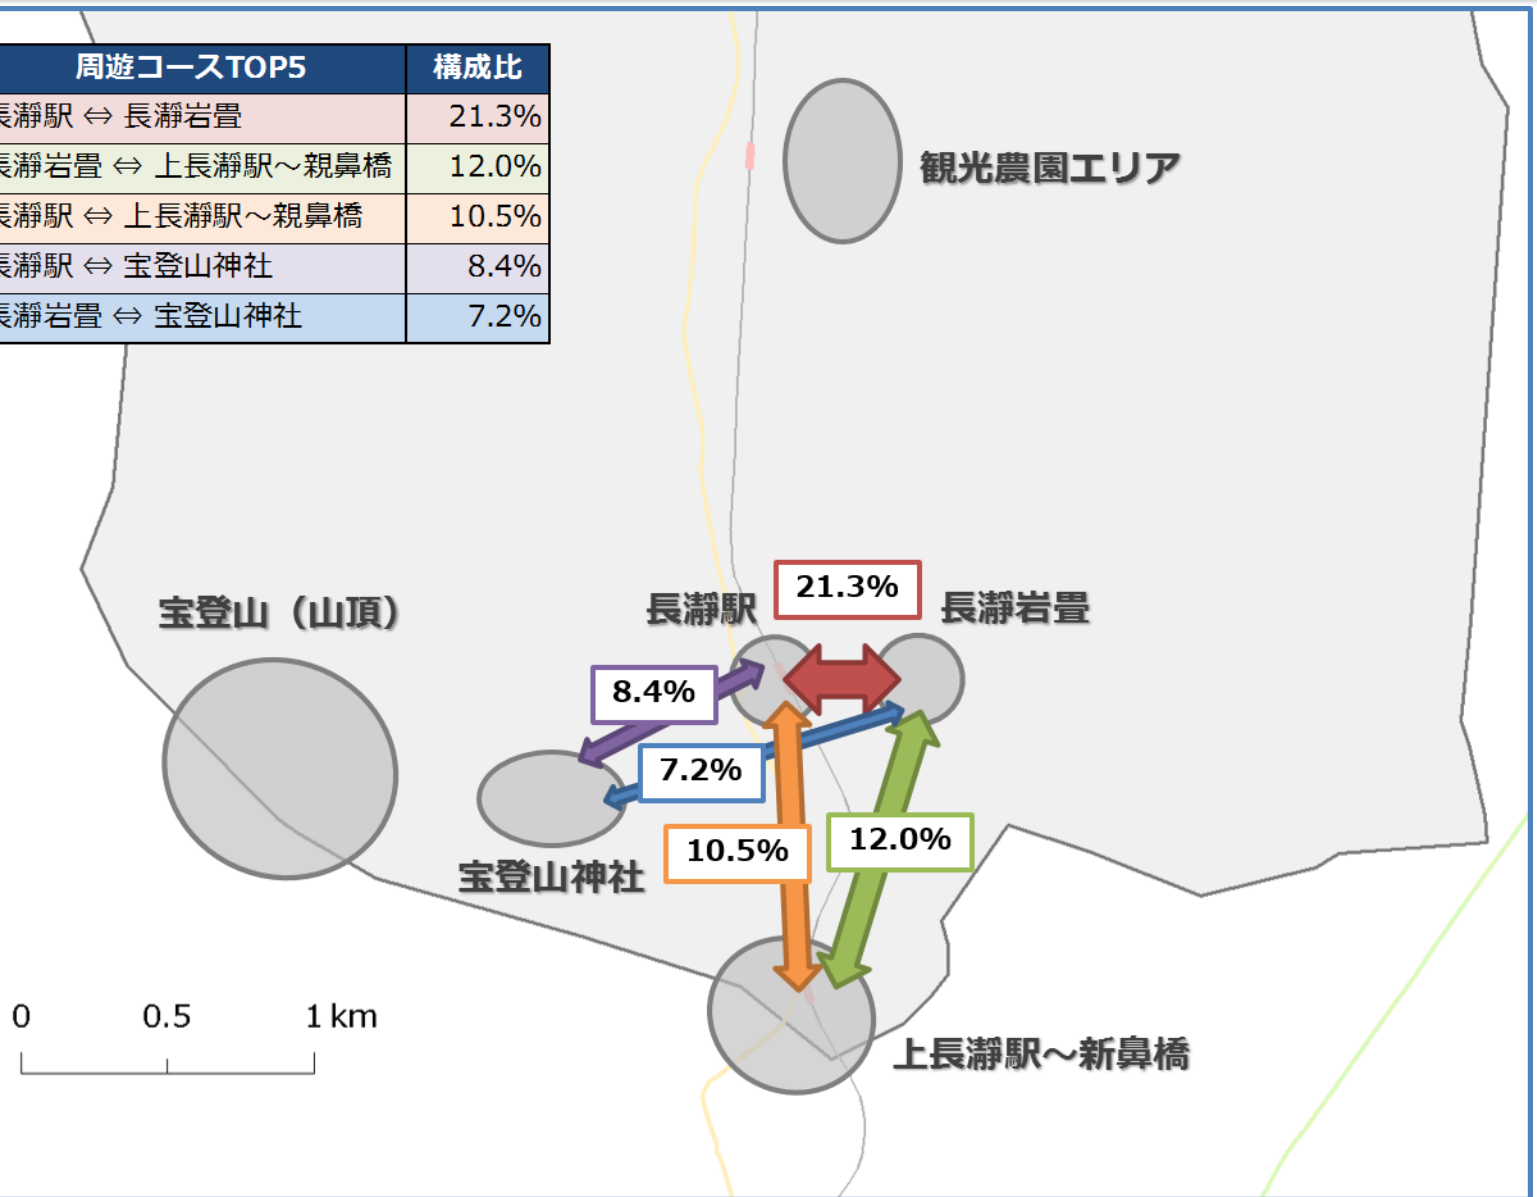 周遊コースTOP5 構成比
長瀞駅 ⇔ 長瀞岩畳 21.3%
長瀞岩畳 ⇔ 上長瀞駅～親鼻橋 12.0%
長瀞駅 ⇔ 上長瀞駅～親鼻橋 10.5%
長瀞駅 ⇔ 宝登山神社 8.4%
長瀞岩畳 ⇔ 宝登山神社 7.2%
観光農園エリア
宝登山（山頂）
長瀞駅
21.3%
長瀞岩畳
8.4%
7.2%
10.5%
12.0%
宝登山神社
上長瀞駅～新鼻橋
0 0.5 1 km